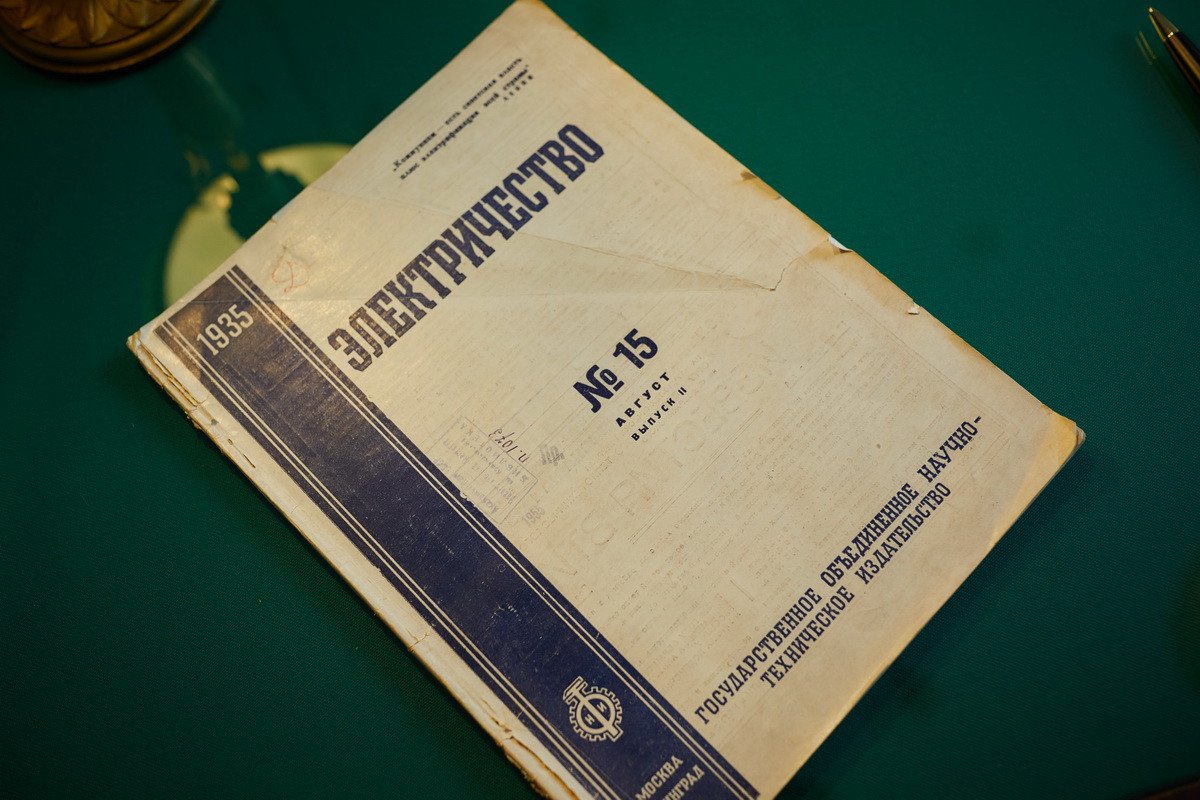 „Коммунизм — есть советская власть
плюс электрификация всей страны"
ЛЕНИН
ЭЛЕКТРИЧЕСТВО
1935
№ 15
АВГУСТ
ВЫПУСК II
ГОСУДАРСТВЕННОЕ ОБЪЕДИНЕННОЕ НАУЧНО-
ТЕХНИЧЕСКОЕ ИЗДАТЕЛЬСТВО
МОСКВА